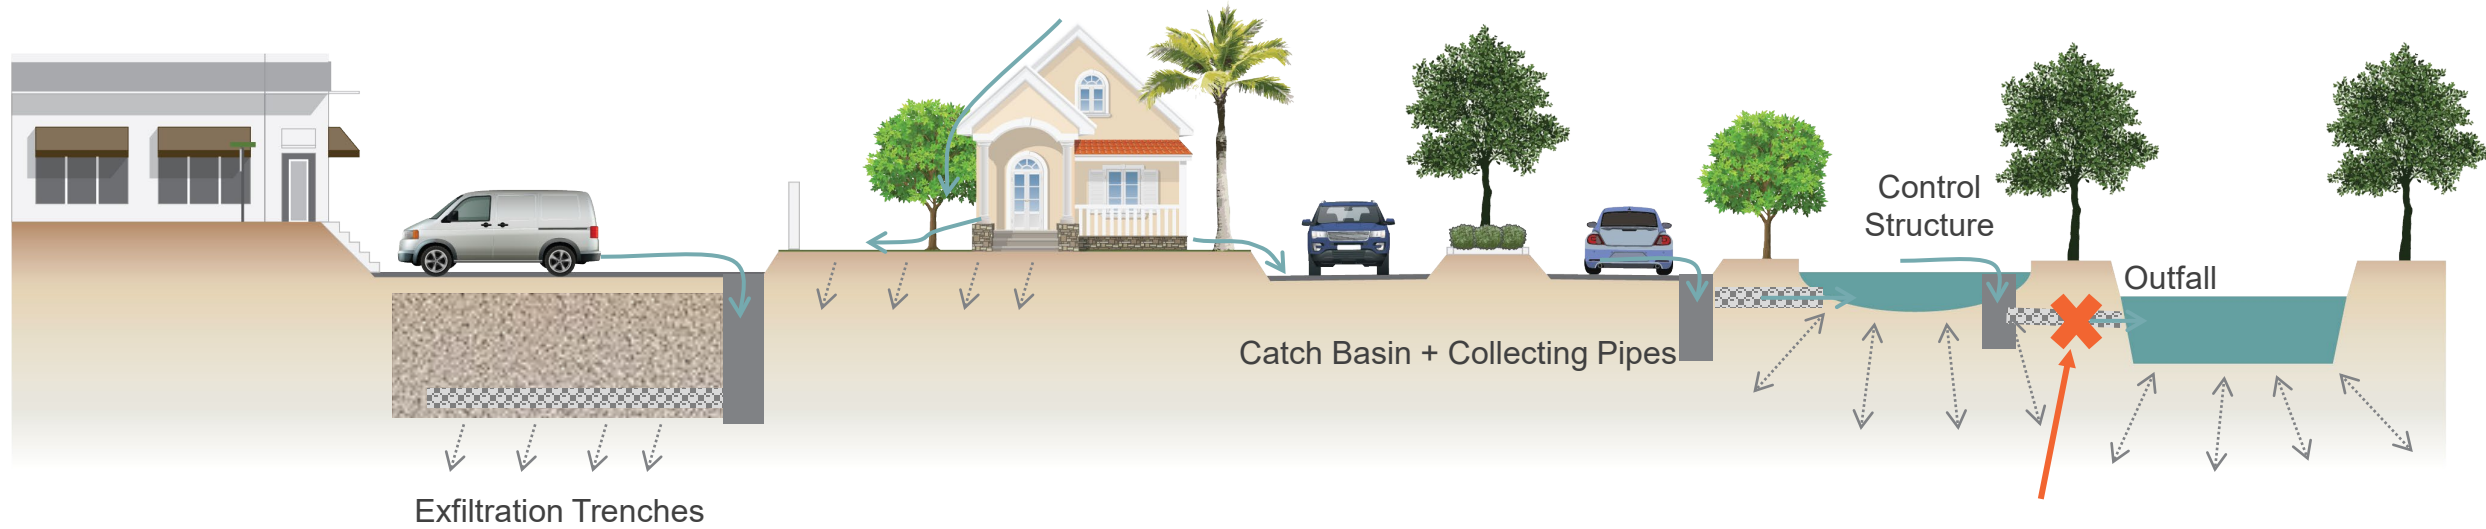 Control
Structure
Outfall
Catch Basin + Collecting Pipes
Exfiltration Trenches